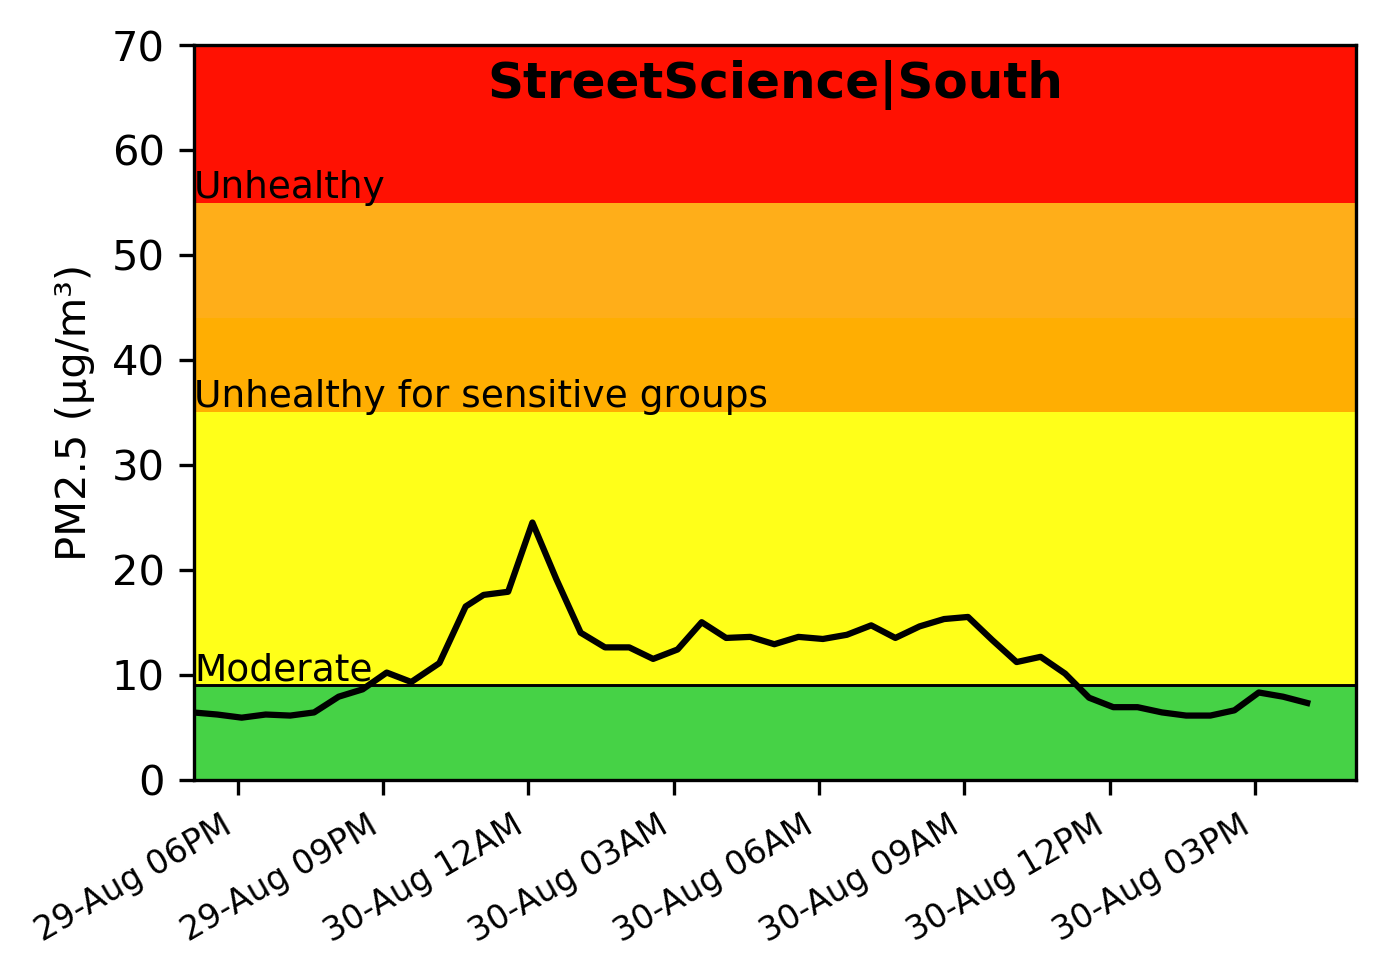 StreetScience|South
PM2.5 (µg/m³)
70
60
50
40
30
20
10
0
Unhealthy
Unhealthy for sensitive groups
Moderate
29-Aug 06PM
29-Aug 09PM
30-Aug 12AM
30-Aug 03AM
30-Aug 06AM
30-Aug 09AM
30-Aug 12PM
30-Aug 03PM